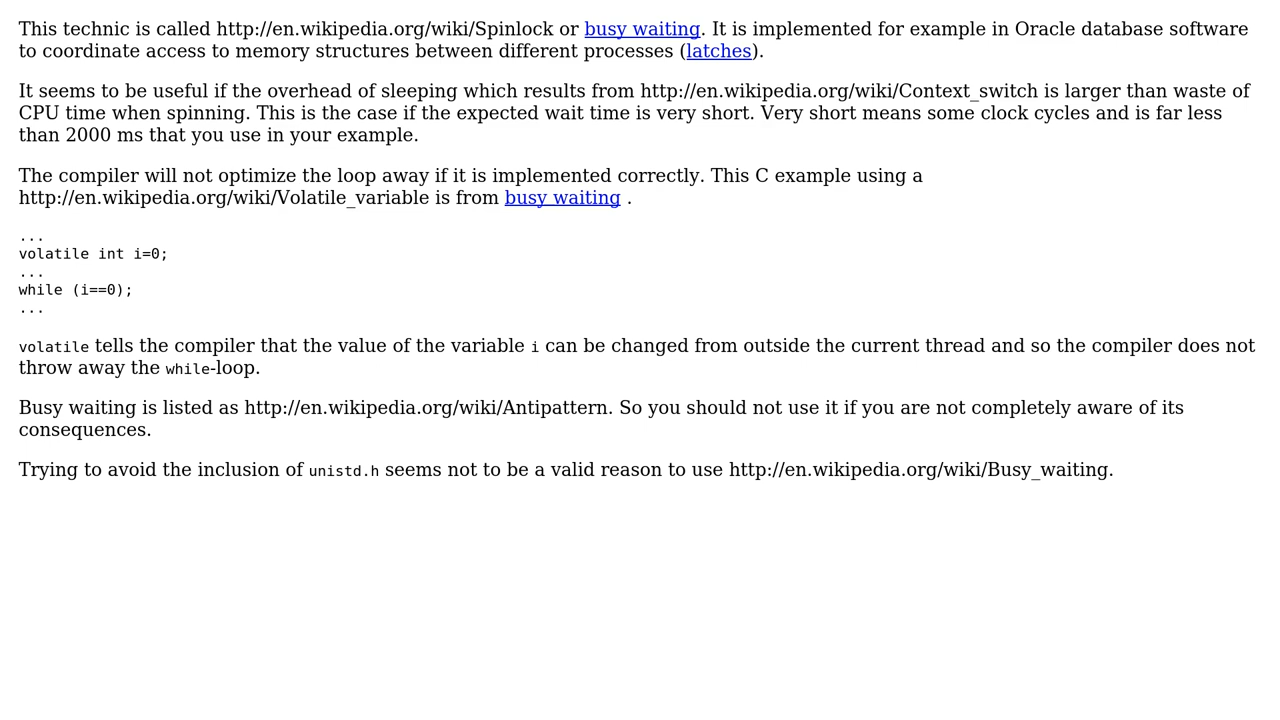 This technic is called http://en.wikipedia.org/wiki/Spinlock or busy waiting. It is implemented for example in Oracle database software
to coordinate access to memory structures between different processes (latches).
It seems to be useful if the overhead of sleeping which results from http://en.wikipedia.org/wiki/Context_switch is larger than waste of
CPU time when spinning. This is the case if the expected wait time is very short. Very short means some clock cycles and is far less
than 2000 ms that you use in your example.
The compiler will not optimize the loop away if it is implemented correctly. This C example using a
http://en.wikipedia.org/wiki/Volatile_variable is from busy waiting .
...
volatile int i=0;
...
while (i==0);
...
volatile tells the compiler that the value of the variable i can be changed from outside the current thread and so the compiler does not
throw away the while-loop.
Busy waiting is listed as http://en.wikipedia.org/wiki/Antipattern. So you should not use it if you are not completely aware of its
consequences.
Trying to avoid the inclusion of unistd.h seems not to be a valid reason to use http://en.wikipedia.org/wiki/Busy_waiting.